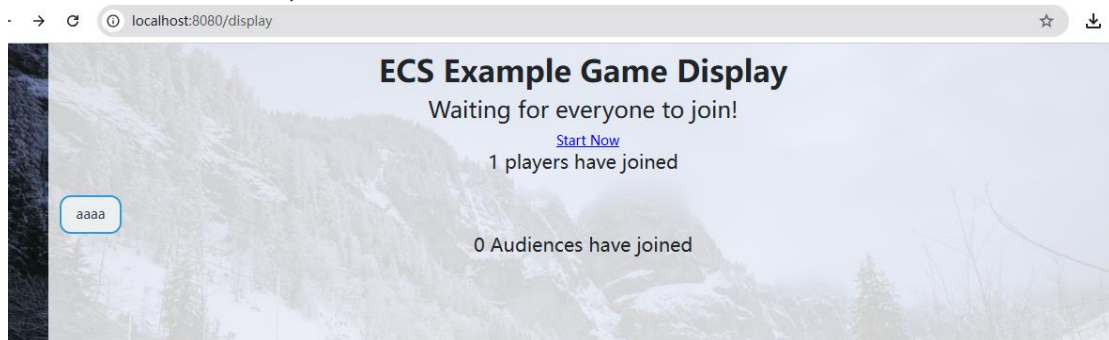 localhost:8080/display
ECS Example Game Display
Waiting for everyone to join!
Start Now
1 players have joined
aaaa
0 Audiences have joined